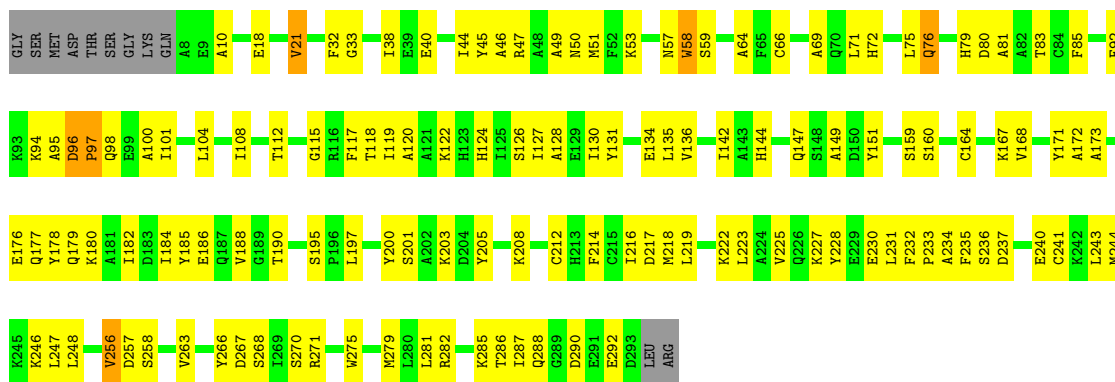 GLY SER MET ASP THR SER GLY LYS GLN A8 E9 A10 E18 V21 F32 G33 I38 E39 E40 I44 Y45 A46 R47 A48 A49 N50 M51 F52 K53 N57 W58 S59 A64 F65 C66 A69 Q70 L71 H72 L75 Q76 H79 D80 A81 A82 T83 C84 F85
K93 K94 A95 D96 P97 Q98 E99 A100 I101 L104 I108 T112 G115 R116 F117 T118 I119 A120 A121 K122 H123 H124 I125 S126 I127 A128 E129 I130 Y131 E134 L135 V136 I142 A143 H144 Q147 S148 A149 D150 Y151 S159 S160 C164 K167 V168 Y171 A172 A173
E176 Q177 Y178 Q179 K180 A181 I182 D183 I184 Y185 E186 Q187 V188 G189 T190 S195 P196 L197 Y200 S201 A202 K203 D204 Y205 K208 C212 H213 F214 C215 I216 D217 M218 L219 K222 L223 A224 V225 Q226 K227 Y228 E229 E230 L231 F232 P233 A234 F235 S236 D237 E240 C241 K242 L243
K245 K246 L247 L248 V256 D257 S258 V263 Y266 D267 S268 I269 S270 R271 W275 M279 L280 L281 R282 K285 T286 I287 Q288 G289 D290 E291 E292 D293 LEU ARG